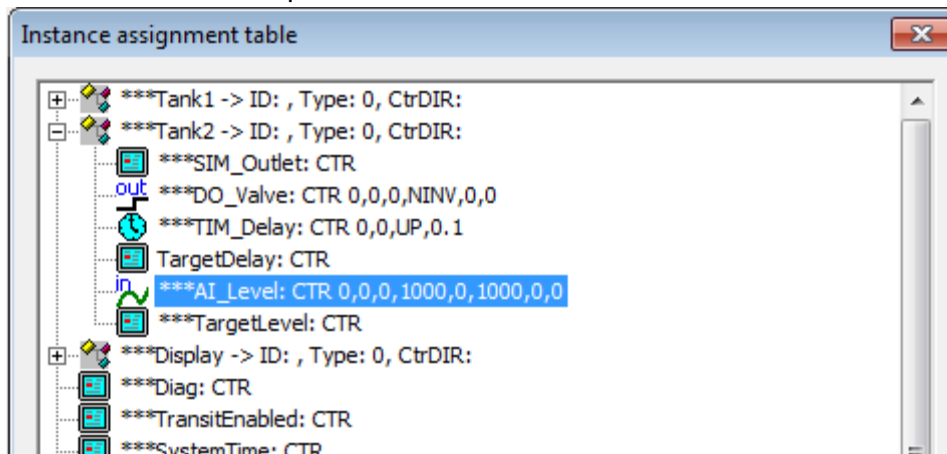 Instance assignment table
***Tank1 -> ID: , Type: 0, CtrDIR:
***Tank2 -> ID: , Type: 0, CtrDIR:
***SIM_Outlet: CTR
out ***DO_Valve: CTR 0,0,0,NINV,0,0
***TIM_Delay: CTR 0,0,UP,0.1
TargetDelay: CTR
in ***AI_Level: CTR 0,0,0,1000,0,1000,0,0
***TargetLevel: CTR
***Display -> ID: , Type: 0, CtrDIR:
***Diag: CTR
***TransitEnabled: CTR
***SystemTime: CTR